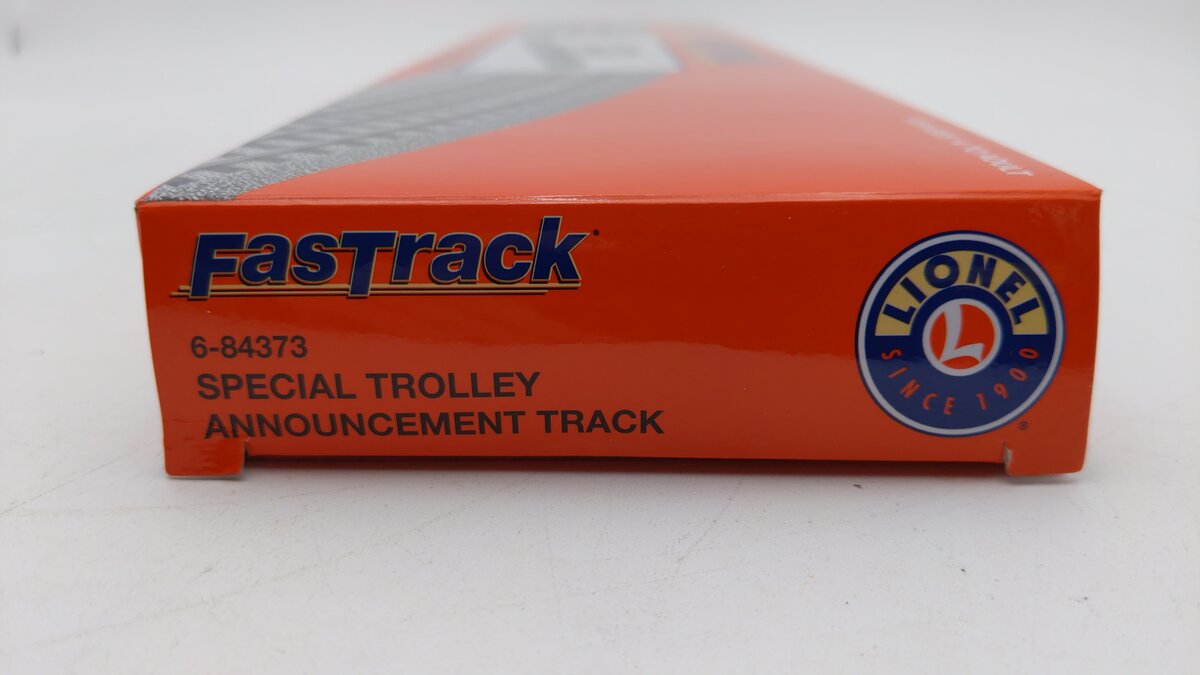 FasTrack
6-84373
SPECIAL TROLLEY
ANNOUNCEMENT TRACK
LIONEL
L
SINCE 1900
®